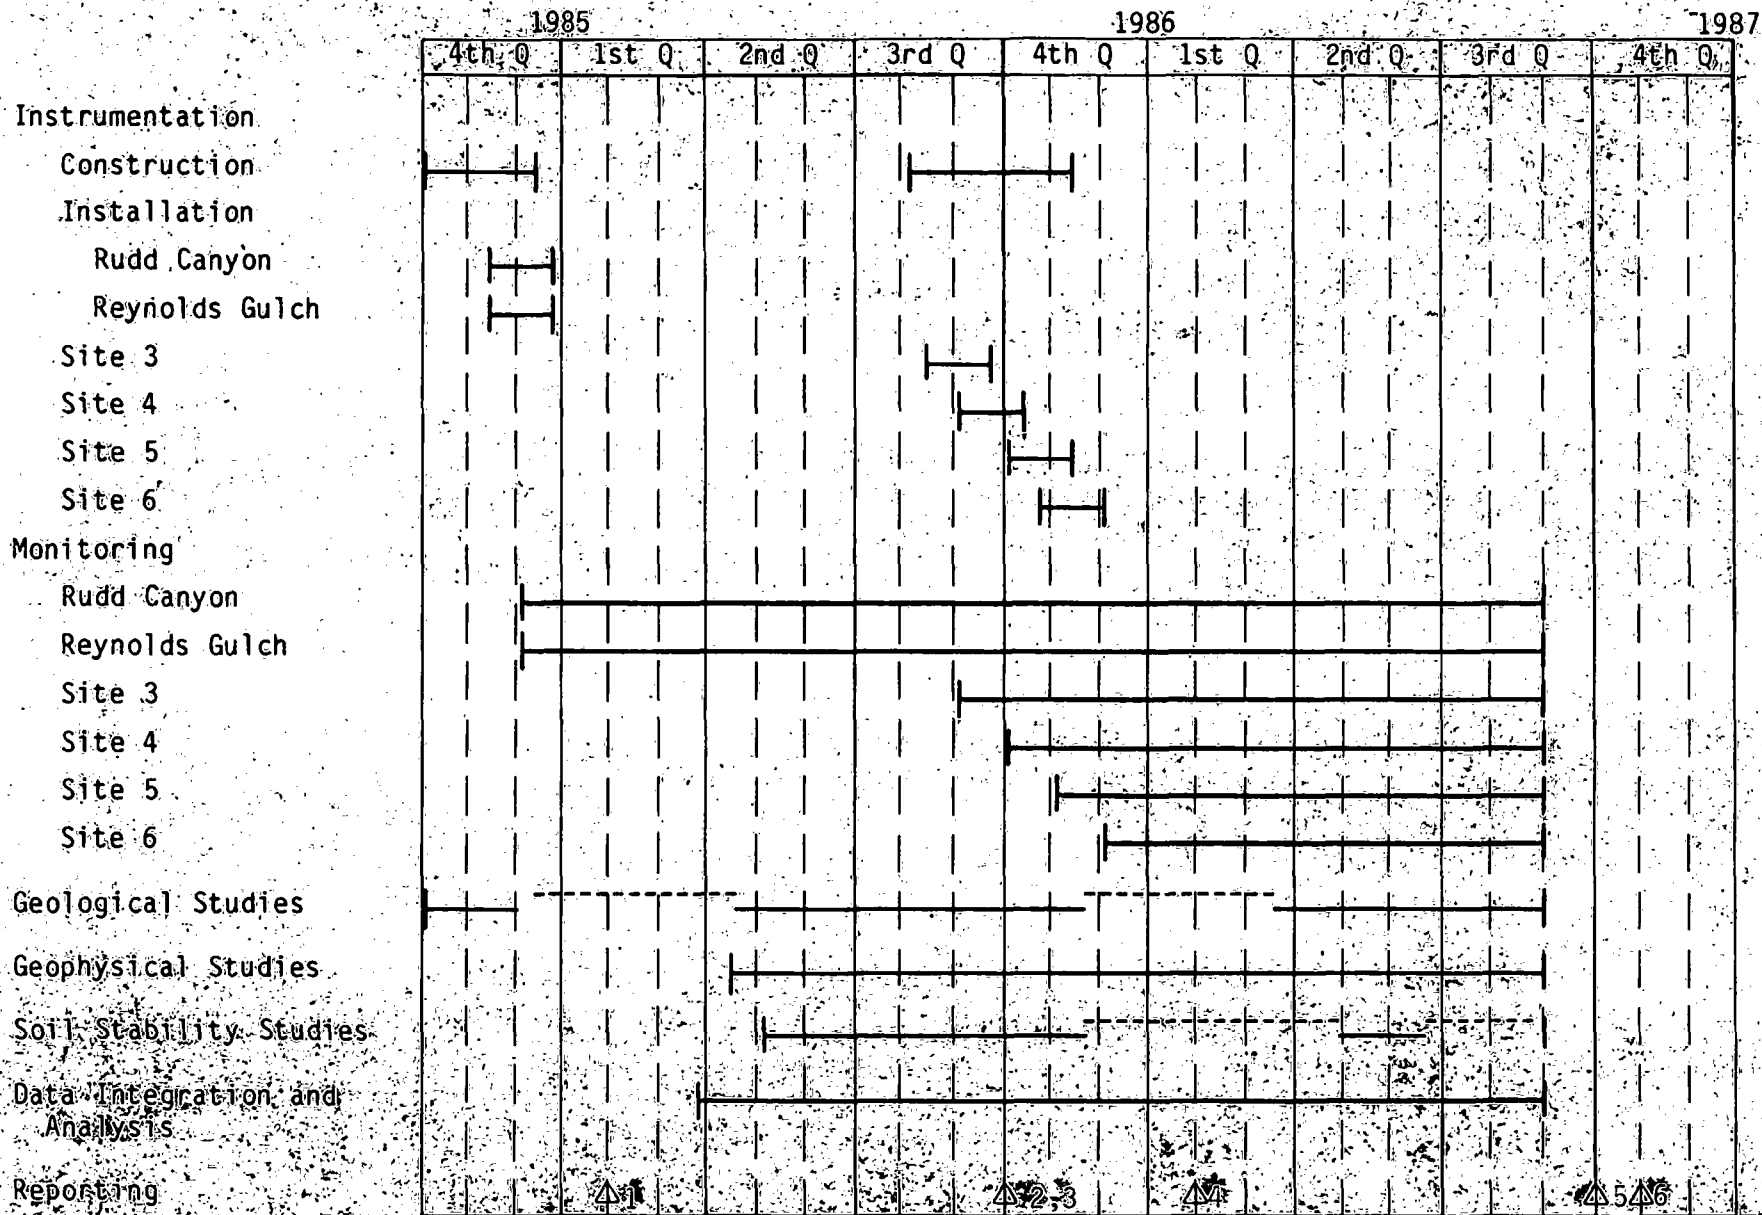 1985 1986 1987
4th Q 1st Q 2nd Q 3rd Q 4th Q 1st Q 2nd Q 3rd Q 4th Q
Instrumentation
Construction
Installation
Rudd Canyon
Reynolds Gulch
Site 3
Site 4
Site 5
Site 6
Monitoring
Rudd Canyon
Reynolds Gulch
Site 3
Site 4
Site 5
Site 6
Geological Studies
Geophysical Studies
Soil Stability Studies
Data Integration and
Analysis
Reporting 1 2,3 4 5 6